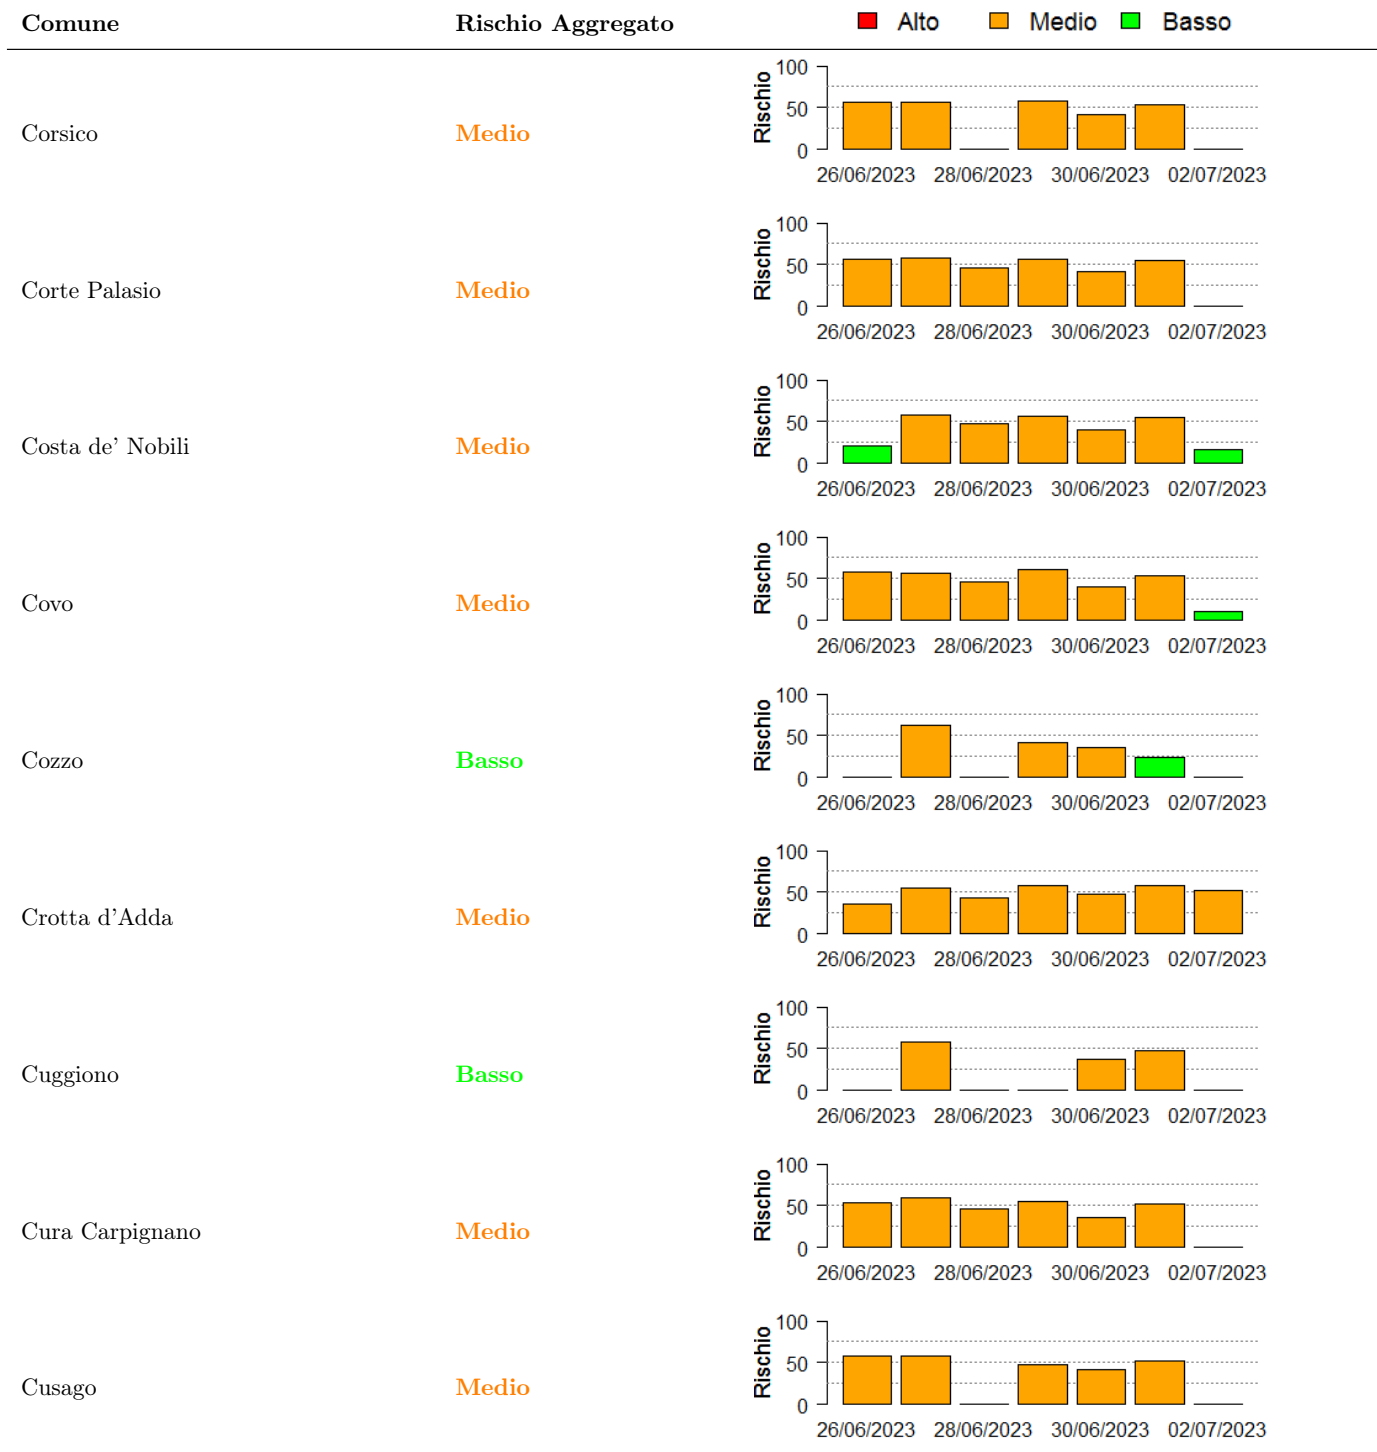 Comune Rischio Aggregato Alto Medio Basso
Corsico Medio
Rischio
100
50
0
26/06/2023 28/06/2023 30/06/2023 02/07/2023
Corte Palasio Medio
Rischio
100
50
0
26/06/2023 28/06/2023 30/06/2023 02/07/2023
Costa de' Nobili Medio
Rischio
100
50
0
26/06/2023 28/06/2023 30/06/2023 02/07/2023
Covo Medio
Rischio
100
50
0
26/06/2023 28/06/2023 30/06/2023 02/07/2023
Cozzo Basso
Rischio
100
50
0
26/06/2023 28/06/2023 30/06/2023 02/07/2023
Crotta d'Adda Medio
Rischio
100
50
0
26/06/2023 28/06/2023 30/06/2023 02/07/2023
Cuggiono Basso
Rischio
100
50
0
26/06/2023 28/06/2023 30/06/2023 02/07/2023
Cura Carpignano Medio
Rischio
100
50
0
26/06/2023 28/06/2023 30/06/2023 02/07/2023
Cusago Medio
Rischio
100
50
0
26/06/2023 28/06/2023 30/06/2023 02/07/2023